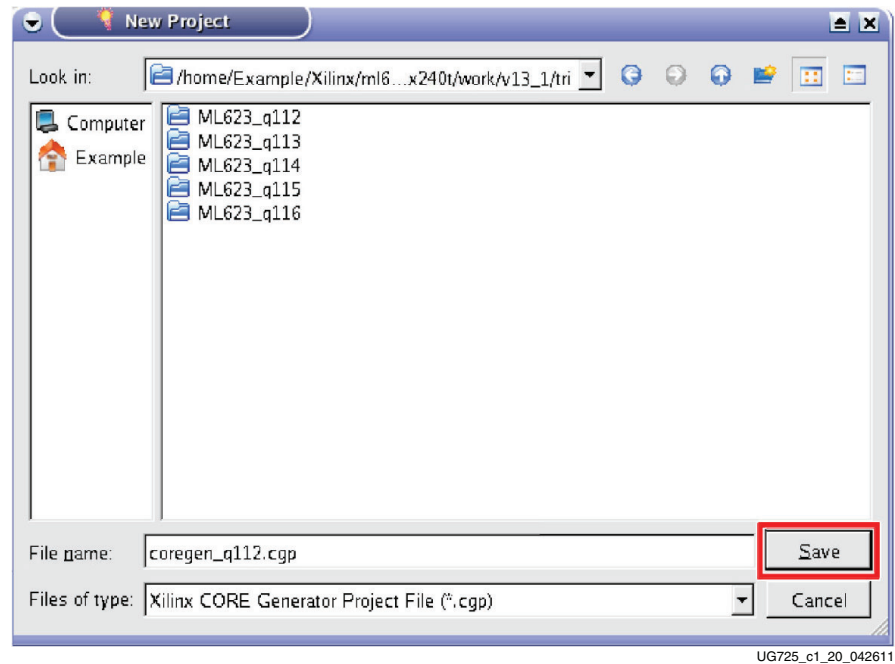 New Project
Look in: /home/Example/Xilinx/ml6...x240t/work/v13_1/tri
Computer
Example
ML623_q112
ML623_q113
ML623_q114
ML623_q115
ML623_q116
File name: coregen_q112.cgp Save
Files of type: Xilinx CORE Generator Project File (*.cgp) Cancel
UG725_c1_20_042611